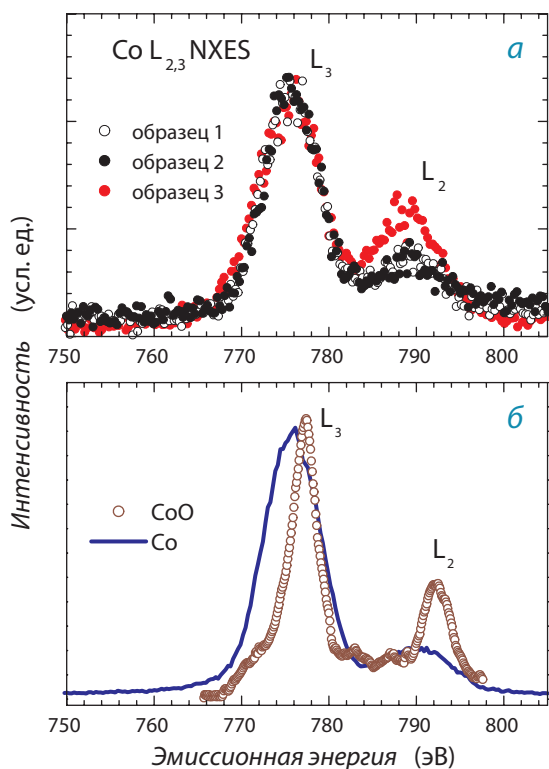 Co L2,3 NXES
а
L3
образец 1
образец 2
образец 3
L2
750 760 770 780 790 800
Интенсивность (усл. ед.)
б
L3
CoO
Co
L2
750 760 770 780 790 800
Эмиссионная энергия (эВ)